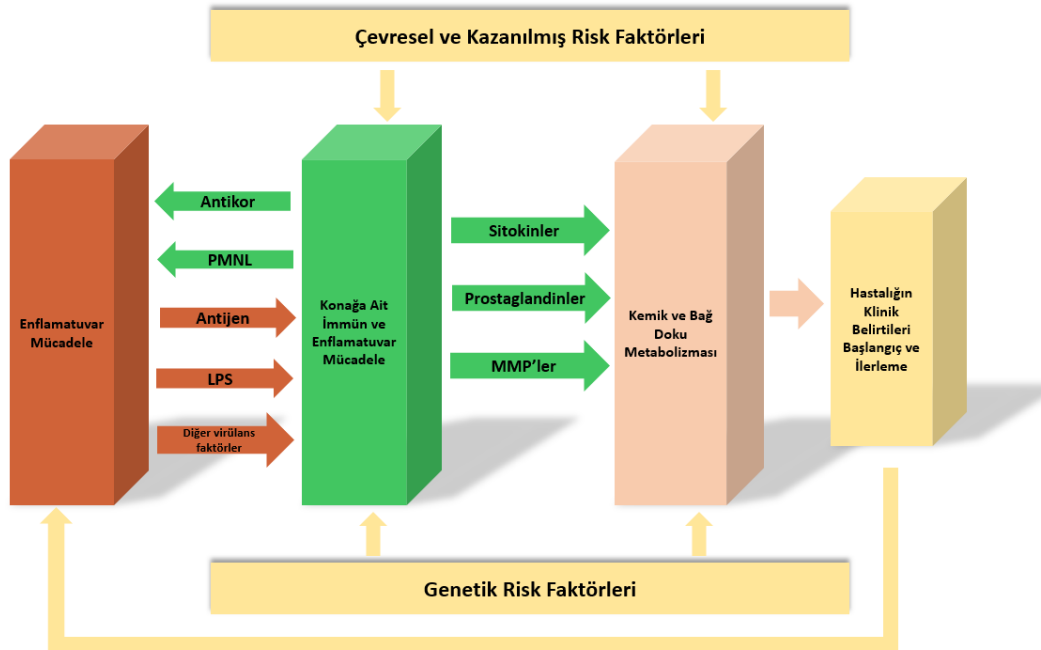 Çevresel ve Kazanılmış Risk Faktörleri
Enflamatuvar
Mücadele
Antikor
PMNL
Antijen
LPS
Diğer virülans
faktörler
Konağa Ait
İmmün ve
Enflamatuvar
Mücadele
Sitokinler
Prostaglandinler
MMP'ler
Kemik ve Bağ
Doku
Metabolizması
Hastalığın
Klinik
Belirtileri
Başlangıç ve
İlerleme
Genetik Risk Faktörleri